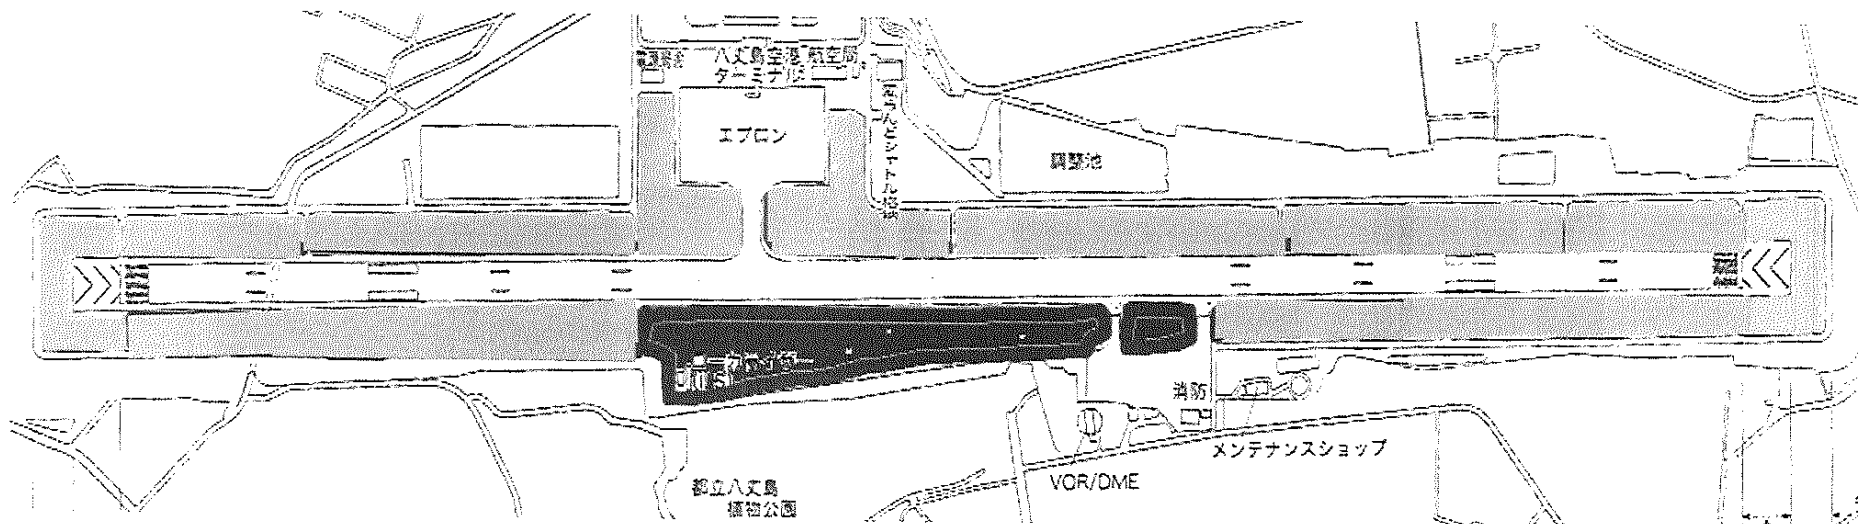 八丈島空港 航空局
ターミナル
エプロン
調整池
消防
メンテナンスショップ
VOR/DME
都立八丈島
植物公園